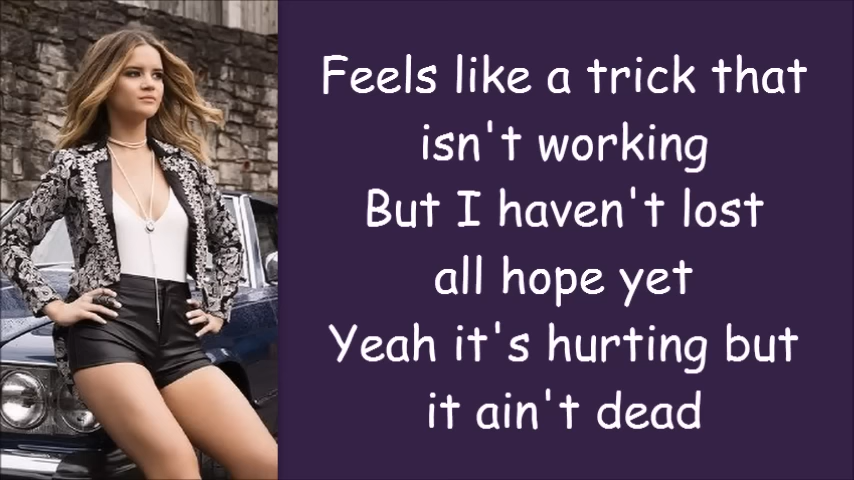 Feels like a trick that
isn't working
But I haven't lost
all hope yet
Yeah it's hurting but
it ain't dead